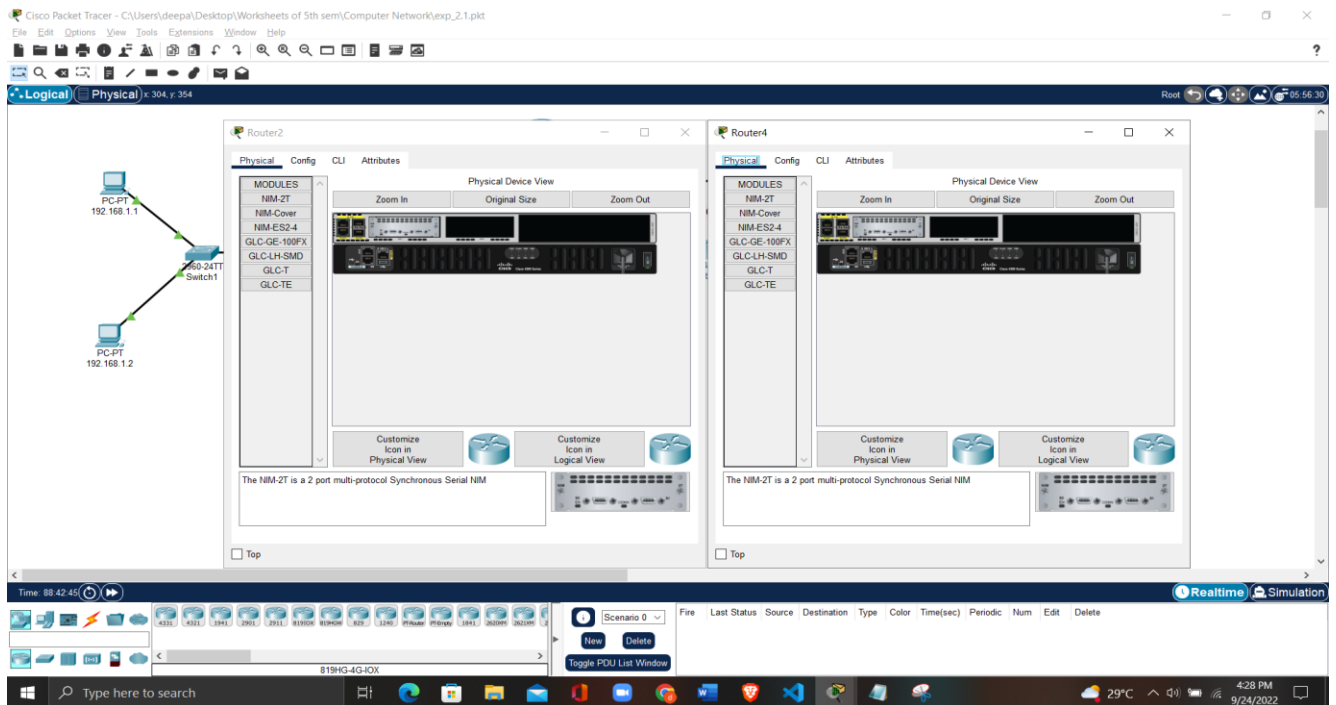 Cisco Packet Tracer - C:\Users\deepa\Desktop\Worksheets of 5th sem\Computer Network\exp_2.1.pkt
File Edit Options View Tools Extensions Window Help
?
Logical Physical x: 304, y: 354
Root 05:56:30
PC-PT
192.168.1.1
2960-24TT
Switch1
PC-PT
192.168.1.2
Router2
Physical Config CLI Attributes
MODULES
NIM-2T
NIM-Cover
NIM-ES2-4
GLC-GE-100FX
GLC-LH-SMD
GLC-T
GLC-TE
Physical Device View
Zoom In Original Size Zoom Out
Customize
Icon in
Physical View
Customize
Icon in
Logical View
The NIM-2T is a 2 port multi-protocol Synchronous Serial NIM
Top
Router4
Physical Config CLI Attributes
MODULES
NIM-2T
NIM-Cover
NIM-ES2-4
GLC-GE-100FX
GLC-LH-SMD
GLC-T
GLC-TE
Physical Device View
Zoom In Original Size Zoom Out
Customize
Icon in
Physical View
Customize
Icon in
Logical View
The NIM-2T is a 2 port multi-protocol Synchronous Serial NIM
Top
Time: 88:42:45
Realtime Simulation
4331 4321 1941 2901 2911 819IOX 819HGW 829 1240 PT-Router PT-Empty 1841 2620XM 2621XM
819HG-4G-IOX
Scenario 0
New Delete
Toggle PDU List Window
Fire Last Status Source Destination Type Color Time(sec) Periodic Num Edit Delete
Type here to search
29°C
4:28 PM
9/24/2022